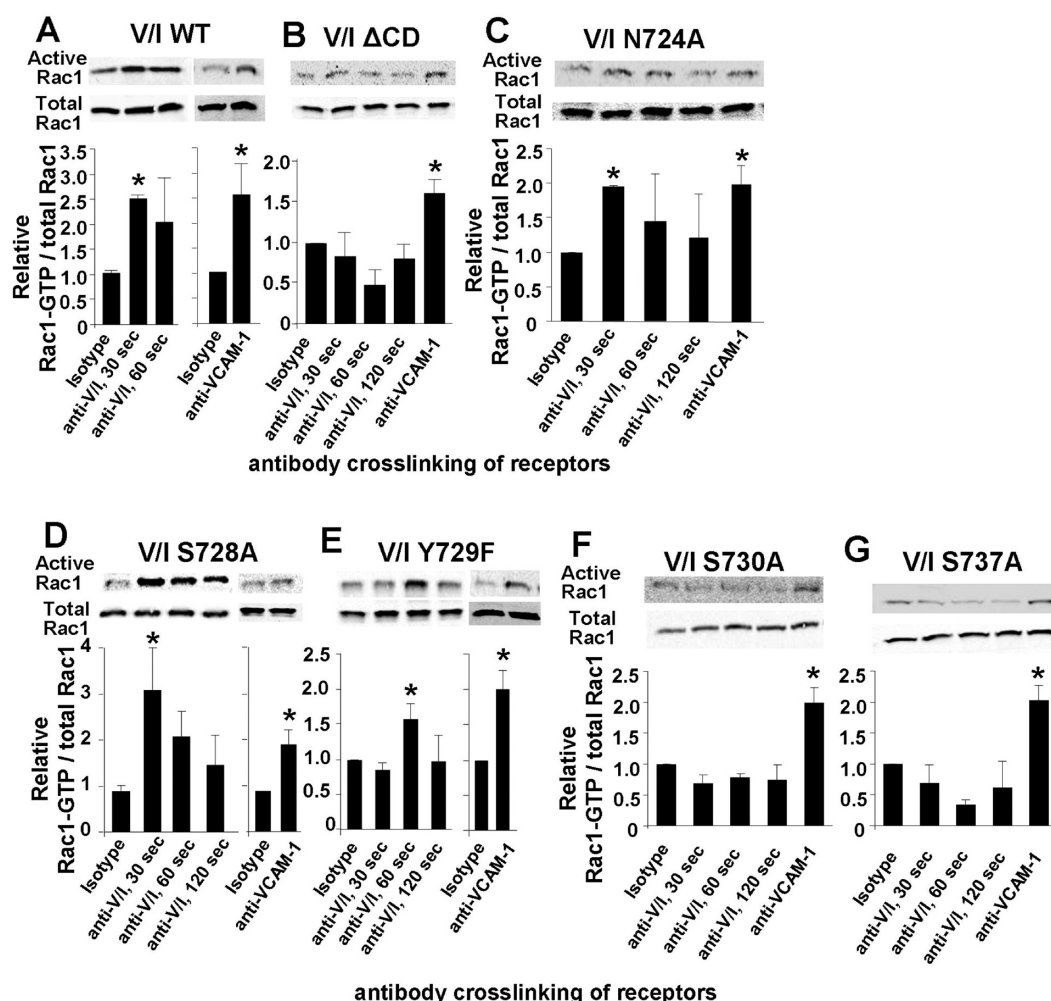 A
V/I WT
B
V/I ΔCD
C
V/I N724A
Active
Rac1
Total
Rac1
Active
Rac1
Total
Rac1
Relative
Rac1-GTP / total Rac1
3.5
3.0
2.5
2.0
1.5
1.0
0.5
0
*
*
Isotype
anti-V/I, 30 sec
anti-V/I, 60 sec
Isotype
anti-VCAM-1
2.0
1.5
1.0
0.5
0
*
Isotype
anti-V/I, 30 sec
anti-V/I, 60 sec
anti-V/I, 120 sec
anti-VCAM-1
Relative
Rac1-GTP / total Rac1
2.5
2.0
1.5
1.0
0.5
0
*
*
Isotype
anti-V/I, 30 sec
anti-V/I, 60 sec
anti-V/I, 120 sec
anti-VCAM-1
antibody crosslinking of receptors
D
V/I S728A
E
V/I Y729F
F
V/I S730A
G
V/I S737A
Active
Rac1
Total
Rac1
Active
Rac1
Total
Rac1
Relative
Rac1-GTP / total Rac1
4
3
2
1
0
*
*
Isotype
anti-V/I, 30 sec
anti-V/I, 60 sec
anti-V/I, 120 sec
Isotype
anti-VCAM-1
2.5
2.0
1.5
1.0
0.5
0
*
*
Isotype
anti-V/I, 30 sec
anti-V/I, 60 sec
anti-V/I, 120 sec
Isotype
anti-VCAM-1
Relative
Rac1-GTP / total Rac1
2.5
2.0
1.5
1.0
0.5
0
*
Isotype
anti-V/I, 30 sec
anti-V/I, 60 sec
anti-V/I, 120 sec
anti-VCAM-1
2.5
2.0
1.5
1.0
0.5
0
*
Isotype
anti-V/I, 30 sec
anti-V/I, 60 sec
anti-V/I, 120 sec
anti-VCAM-1
antibody crosslinking of receptors